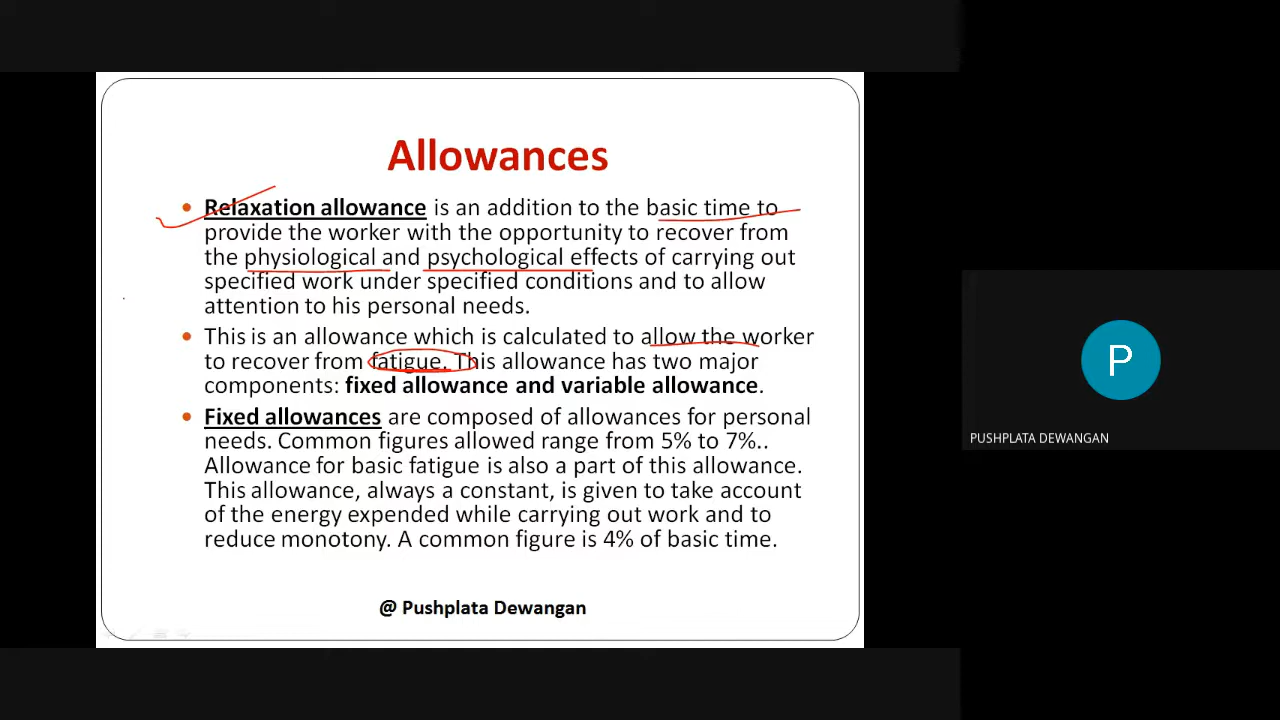 Allowances
• Relaxation allowance is an addition to the basic time to
provide the worker with the opportunity to recover from
the physiological and psychological effects of carrying out
specified work under specified conditions and to allow
attention to his personal needs.
• This is an allowance which is calculated to allow the worker
to recover from fatigue. This allowance has two major
components: fixed allowance and variable allowance.
• Fixed allowances are composed of allowances for personal
needs. Common figures allowed range from 5% to 7%..
Allowance for basic fatigue is also a part of this allowance.
This allowance, always a constant, is given to take account
of the energy expended while carrying out work and to
reduce monotony. A common figure is 4% of basic time.
@ Pushplata Dewangan
P
PUSHPLATA DEWANGAN